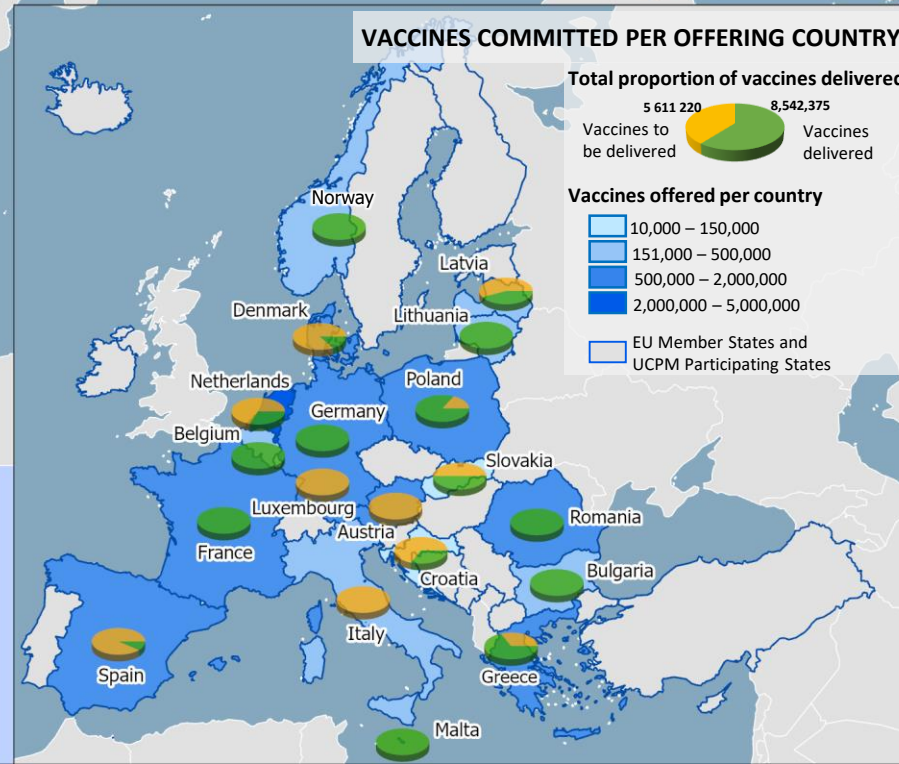 VACCINES COMMITTED PER OFFERING COUNTRY
Total proportion of vaccines delivered
5 611 220
8,542,375
Vaccines to
be delivered
Vaccines
delivered
Vaccines offered per country
10,000 – 150,000
151,000 – 500,000
500,000 – 2,000,000
2,000,000 – 5,000,000
EU Member States and
UCPM Participating States
Norway
Latvia
Denmark
Lithuania
Netherlands
Poland
Germany
Belgium
Slovakia
Luxembourg
Romania
Austria
France
Bulgaria
Croatia
Italy
Spain
Greece
Malta